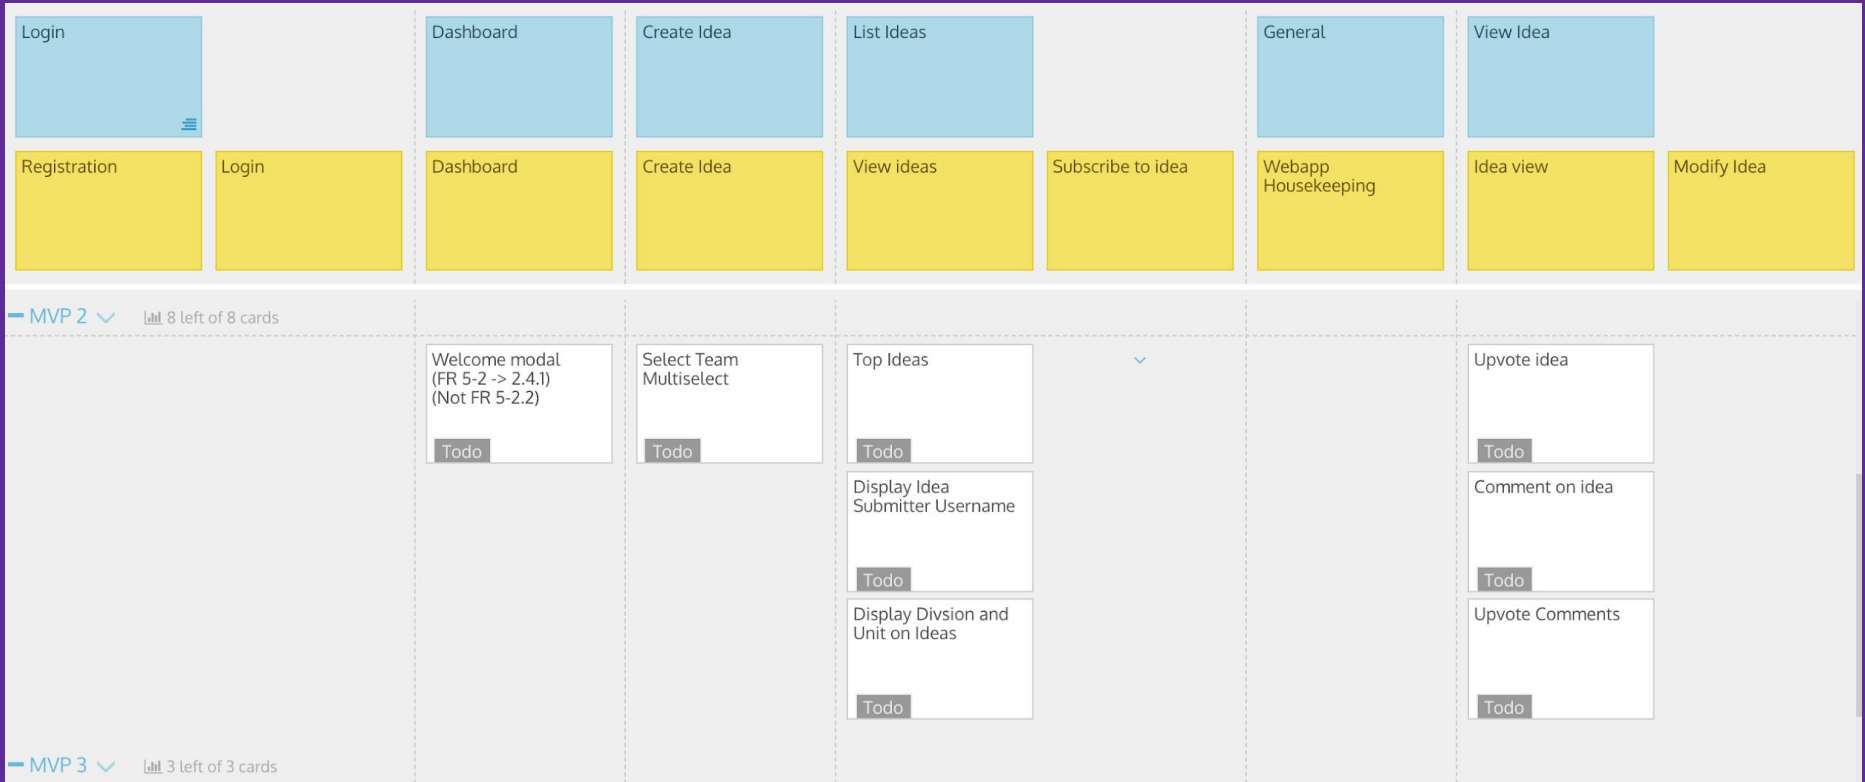 Login
Dashboard
Create Idea
List Ideas
General
View Idea
Registration
Login
Dashboard
Create Idea
View ideas
Subscribe to idea
Webapp
Housekeeping
Idea view
Modify Idea
MVP 2
8 left of 8 cards
Welcome modal
(FR 5-2 -> 2.4.1)
(Not FR 5-2.2)
Todo
Select Team
Multiselect
Todo
Top Ideas
Todo
Upvote idea
Todo
Display Idea
Submitter Username
Todo
Comment on idea
Todo
Display Divsion and
Unit on Ideas
Todo
Upvote Comments
Todo
MVP 3
3 left of 3 cards